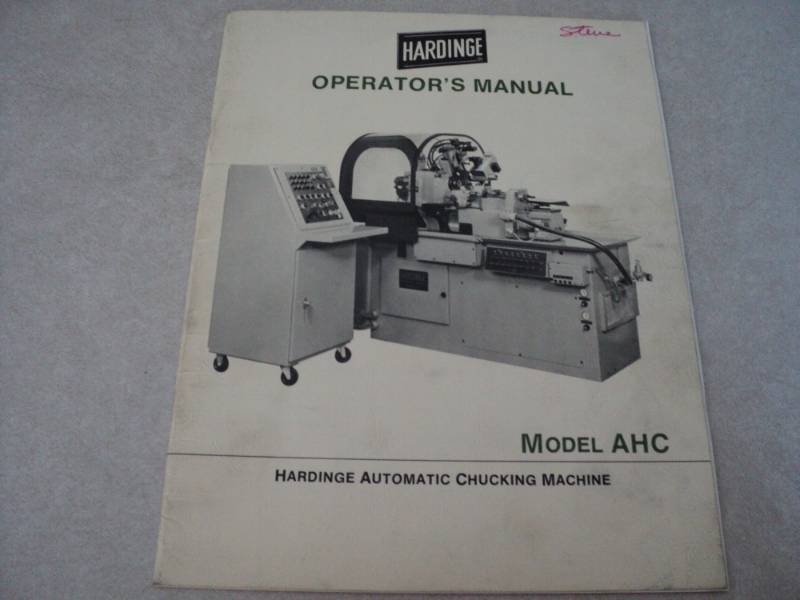 Steve
HARDINGE
OPERATOR'S MANUAL
MODEL AHC
HARDINGE AUTOMATIC CHUCKING MACHINE